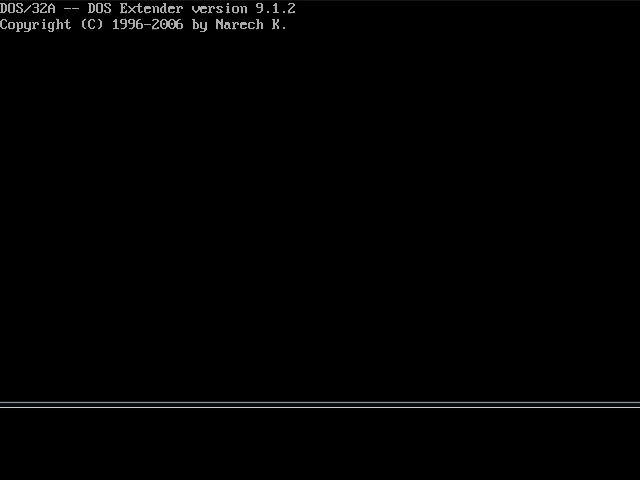 DOS/32A -- DOS Extender version 9.1.2
Copyright (C) 1996-2006 by Narech K.